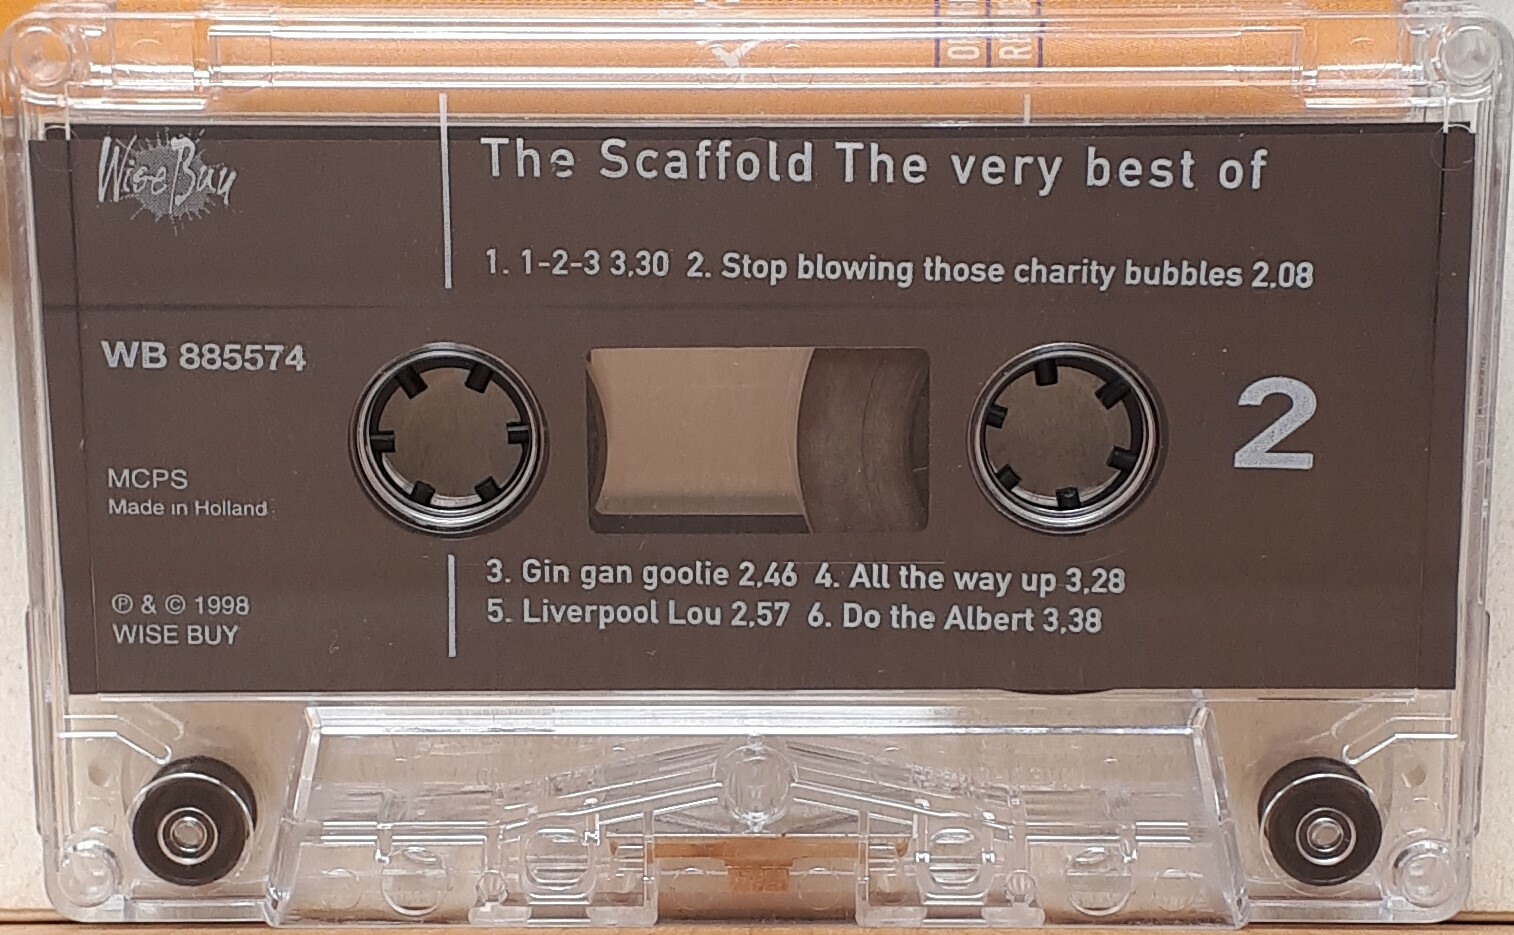 OU
RE
Wise Buy
The Scaffold The very best of
1. 1-2-3 3.30 2. Stop blowing those charity bubbles 2.08
WB 885574
2
MCPS
Made in Holland
3. Gin gan goolie 2.46 4. All the way up 3.28
5. Liverpool Lou 2.57 6. Do the Albert 3.38
℗ & © 1998
WISE BUY